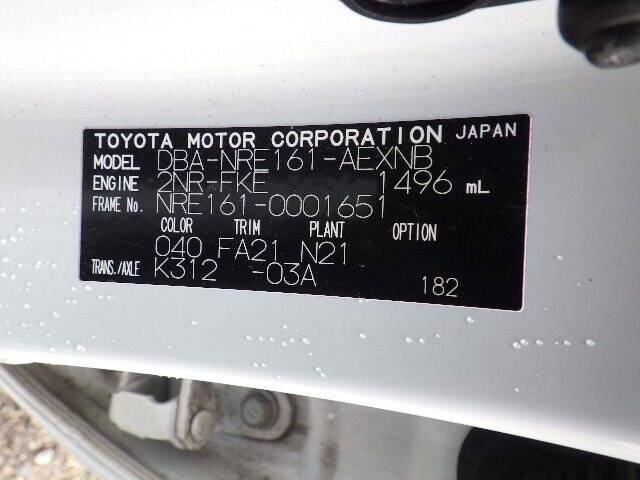 TOYOTA MOTOR CORPORATION JAPAN
MODEL DBA-NRE161-AEXNB
ENGINE 2NR-FKE 1496 mL
FRAME No. NRE161-0001651
COLOR TRIM PLANT OPTION
040 FA21 N21
TRANS./AXLE K312 -03A
182